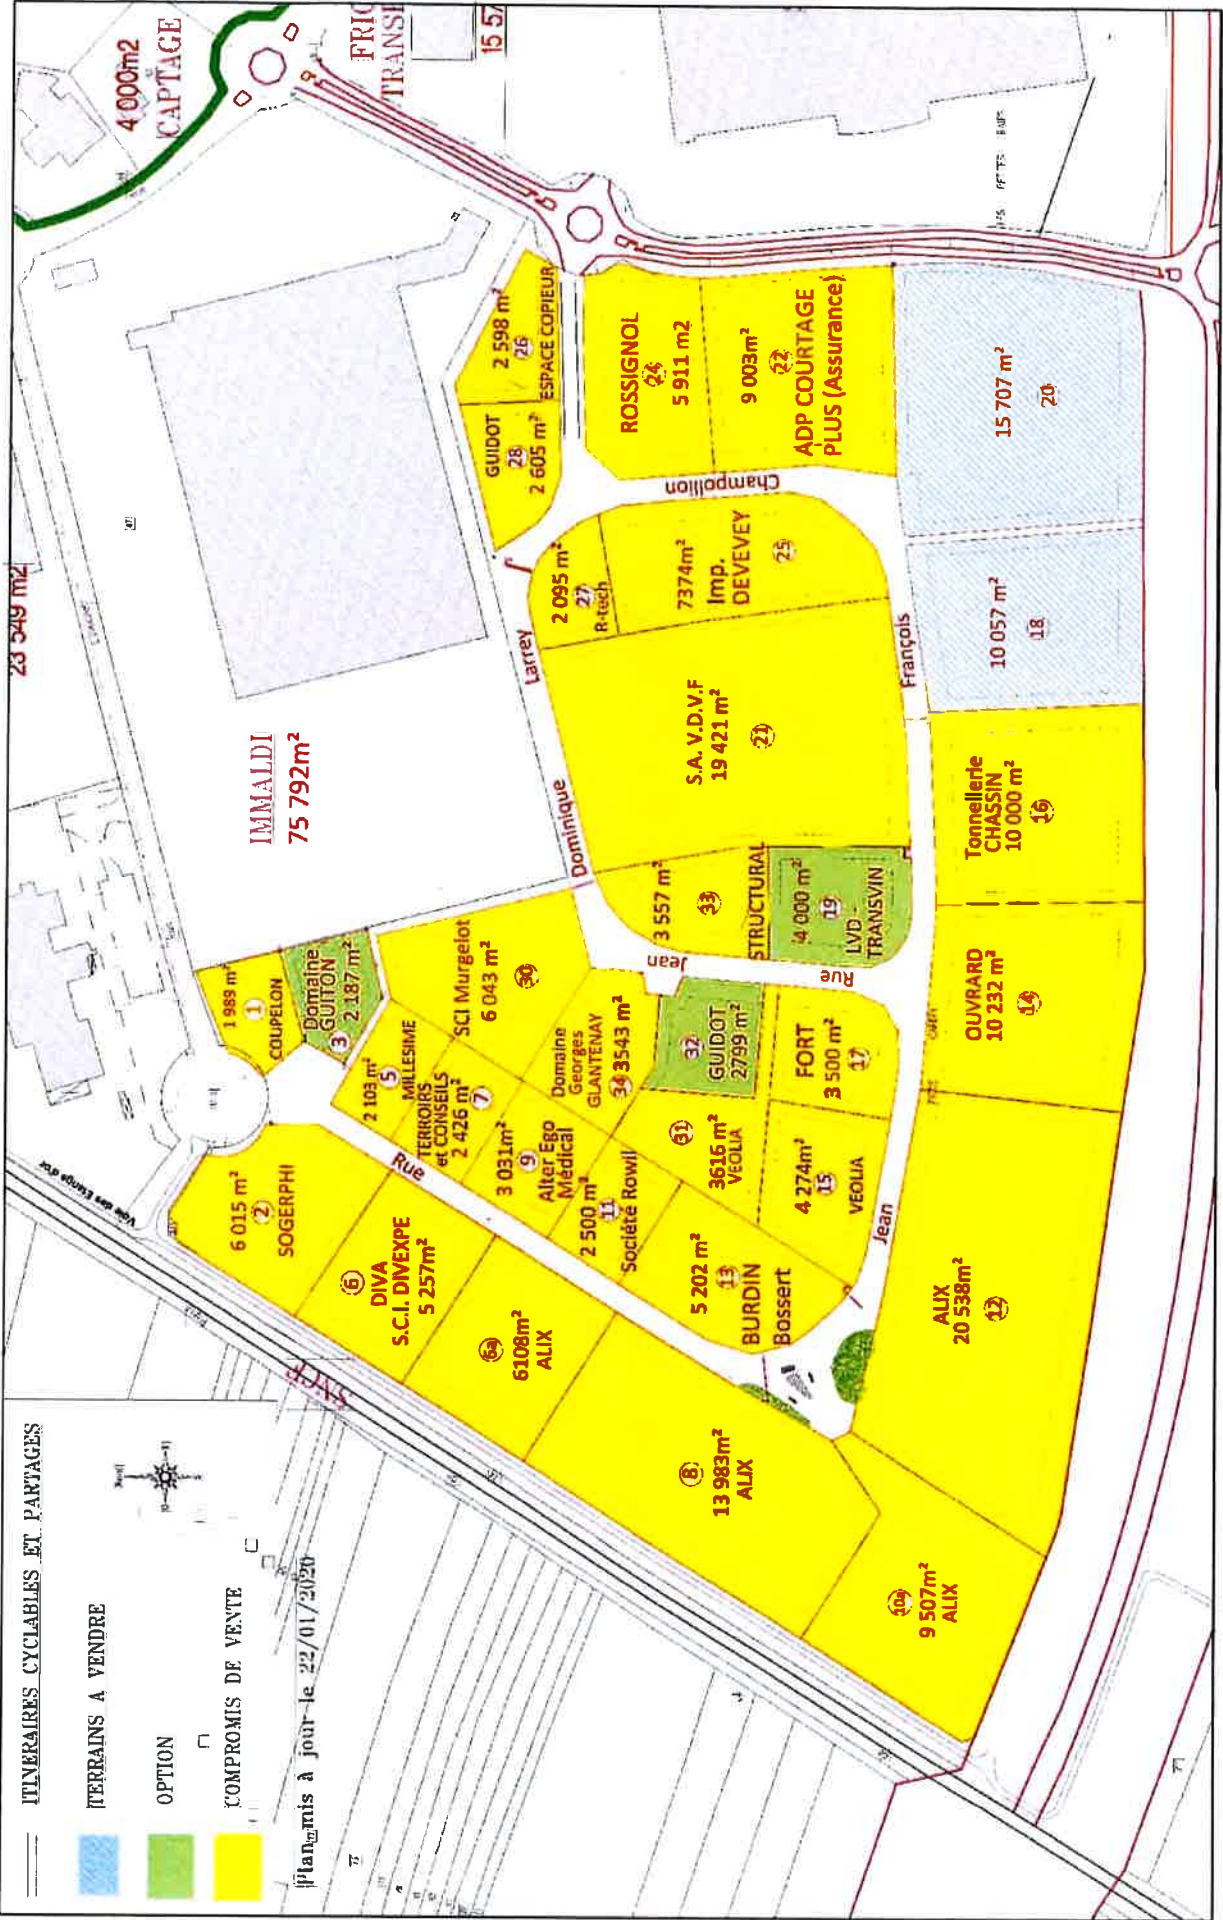 ITINERAIRES CYCLABLES ET PARTAGES
TERRAINS A VENDRE
OPTION
COMPROMIS DE VENTE
Plan mis à jour le 22/01/2020
4 000m2
CAPTAGE
23 549 m2
IMMALDI
75 792m²
Voie des Etangs d'or
SNCF
1 989 m²
1
COUPELON
Domaine
GUITON
3
2 187 m²
6 015 m²
2
SOGERPHI
6
DIVA
S.C.I. DIVEXPE
5 257m²
6a
6108m²
ALIX
8
13 983m²
ALIX
10a
9 507m²
ALIX
ALIX
20 538m²
12
2 103 m²
5
MILLESIME
TERROIRS
et CONSEILS
2 426 m²
7
3 031m²
9
Alter Ego
Médical
2 500 m²
11
Société Rowil
5 202 m²
13
BURDIN
Bossert
SCI Murgelot
6 043 m²
30
Domaine
Georges
GLANTENAY
34 3543 m²
31
3616 m²
VEOLIA
32
GUIDOT
2799 m²
4 274m²
15
VEOLIA
FORT
3 500 m²
17
3 557 m²
33
STRUCTURAL
4 000 m²
19
LVD -
TRANSVIN
OUVRARD
10 232 m²
14
Tonnellerie
CHASSIN
10 000 m²
16
S.A. V.D.V.F
19 421 m²
21
2 095 m²
27
R-tech
7374m²
Imp.
DEVEVEY
25
GUIDOT
28
2 605 m²
2 598 m²
26
ESPACE COPIEUR
ROSSIGNOL
24
5 911 m2
9 003m²
22
ADP COURTAGE
PLUS (Assurance)
10 057 m²
18
15 707 m²
20
Rue
Jean
François
Champollion
Rue
Jean
Dominique
Larrey